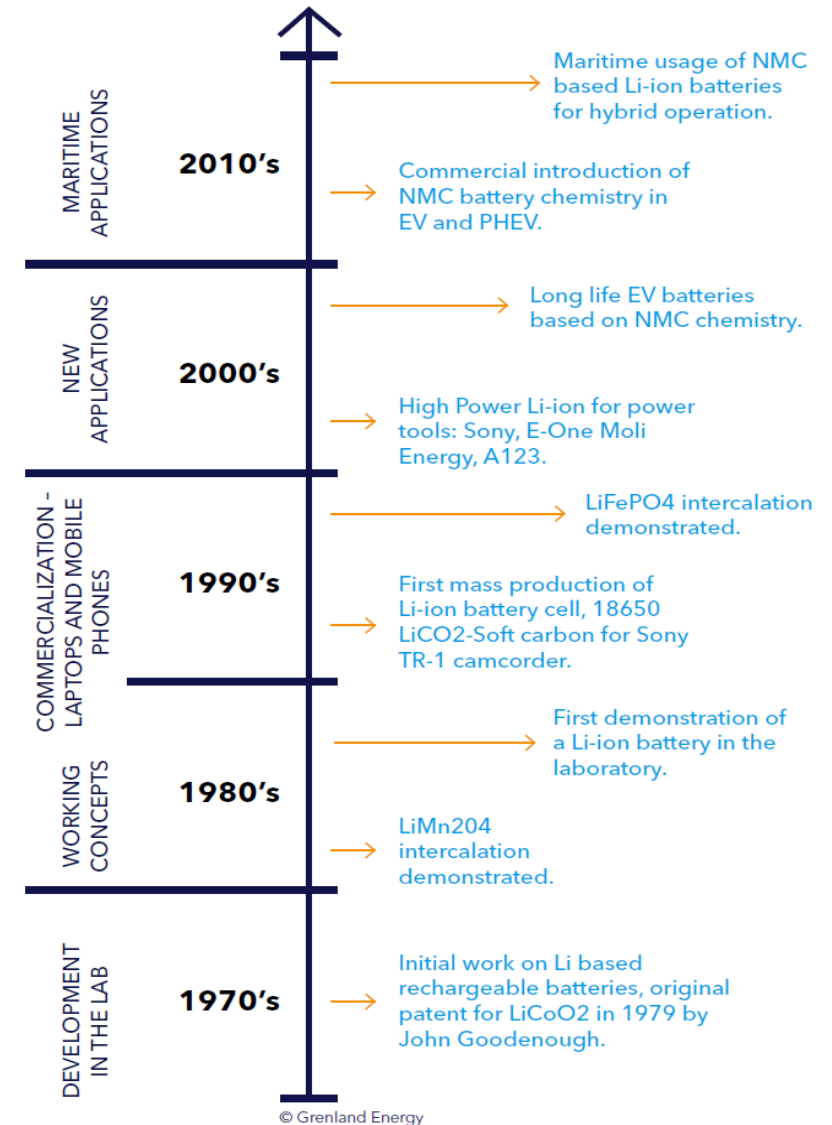 Maritime usage of NMC
based Li-ion batteries
for hybrid operation.
MARITIME
APPLICATIONS
2010's
Commercial introduction of
NMC battery chemistry in
EV and PHEV.
Long life EV batteries
based on NMC chemistry.
NEW
APPLICATIONS
2000's
High Power Li-ion for power
tools: Sony, E-One Moli
Energy, A123.
LiFePO4 intercalation
demonstrated.
COMMERCIALIZATION –
LAPTOPS AND MOBILE
PHONES
1990's
First mass production of
Li-ion battery cell, 18650
LiCO2-Soft carbon for Sony
TR-1 camcorder.
First demonstration of
a Li-ion battery in the
laboratory.
WORKING
CONCEPTS
1980's
LiMn204
intercalation
demonstrated.
DEVELOPMENT
IN THE LAB
1970's
Initial work on Li based
rechargeable batteries, original
patent for LiCoO2 in 1979 by
John Goodenough.
© Grenland Energy